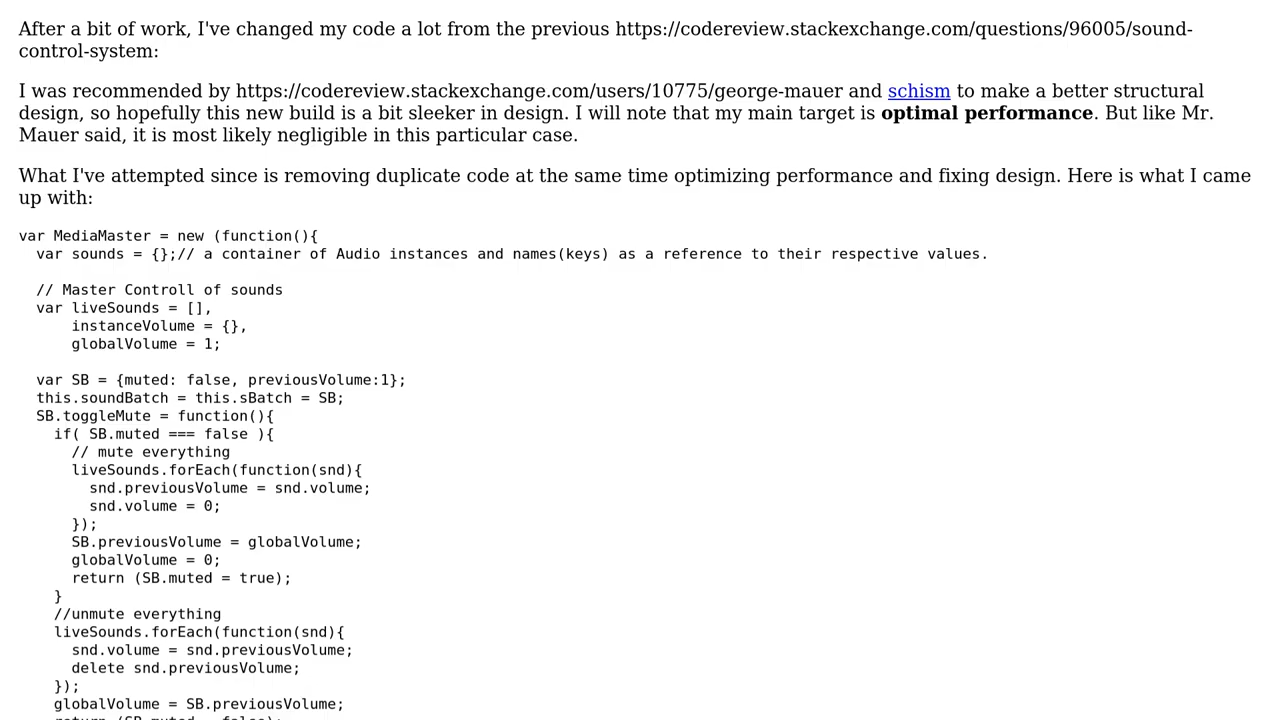 After a bit of work, I've changed my code a lot from the previous https://codereview.stackexchange.com/questions/96005/sound-
control-system:
I was recommended by https://codereview.stackexchange.com/users/10775/george-mauer and schism to make a better structural
design, so hopefully this new build is a bit sleeker in design. I will note that my main target is optimal performance. But like Mr.
Mauer said, it is most likely negligible in this particular case.
What I've attempted since is removing duplicate code at the same time optimizing performance and fixing design. Here is what I came
up with:
var MediaMaster = new (function(){
  var sounds = {};// a container of Audio instances and names(keys) as a reference to their respective values.
  // Master Controll of sounds
  var liveSounds = [],
      instanceVolume = {},
      globalVolume = 1;
  var SB = {muted: false, previousVolume:1};
  this.soundBatch = this.sBatch = SB;
  SB.toggleMute = function(){
    if( SB.muted === false ){
      // mute everything
      liveSounds.forEach(function(snd){
        snd.previousVolume = snd.volume;
        snd.volume = 0;
      });
      SB.previousVolume = globalVolume;
      globalVolume = 0;
      return (SB.muted = true);
    }
    //unmute everything
    liveSounds.forEach(function(snd){
      snd.volume = snd.previousVolume;
      delete snd.previousVolume;
    });
    globalVolume = SB.previousVolume;
    return (SB.muted = false);